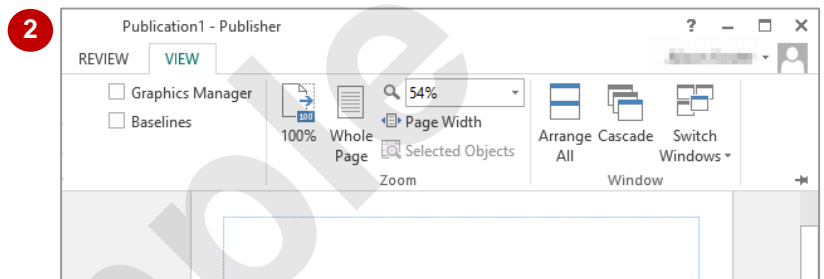 2
Publication1 - Publisher ?
REVIEW VIEW
Graphics Manager
Baselines
100
100%
Whole
Page
54%
Page Width
Selected Objects
Zoom
Arrange
All
Cascade
Switch
Windows
Window